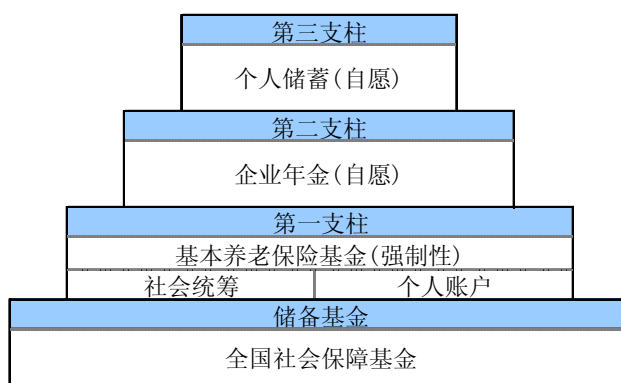 第三支柱
个人储蓄(自愿)
第二支柱
企业年金(自愿)
第一支柱
基本养老保险基金(强制性)
社会统筹 个人账户
储备基金
全国社会保障基金